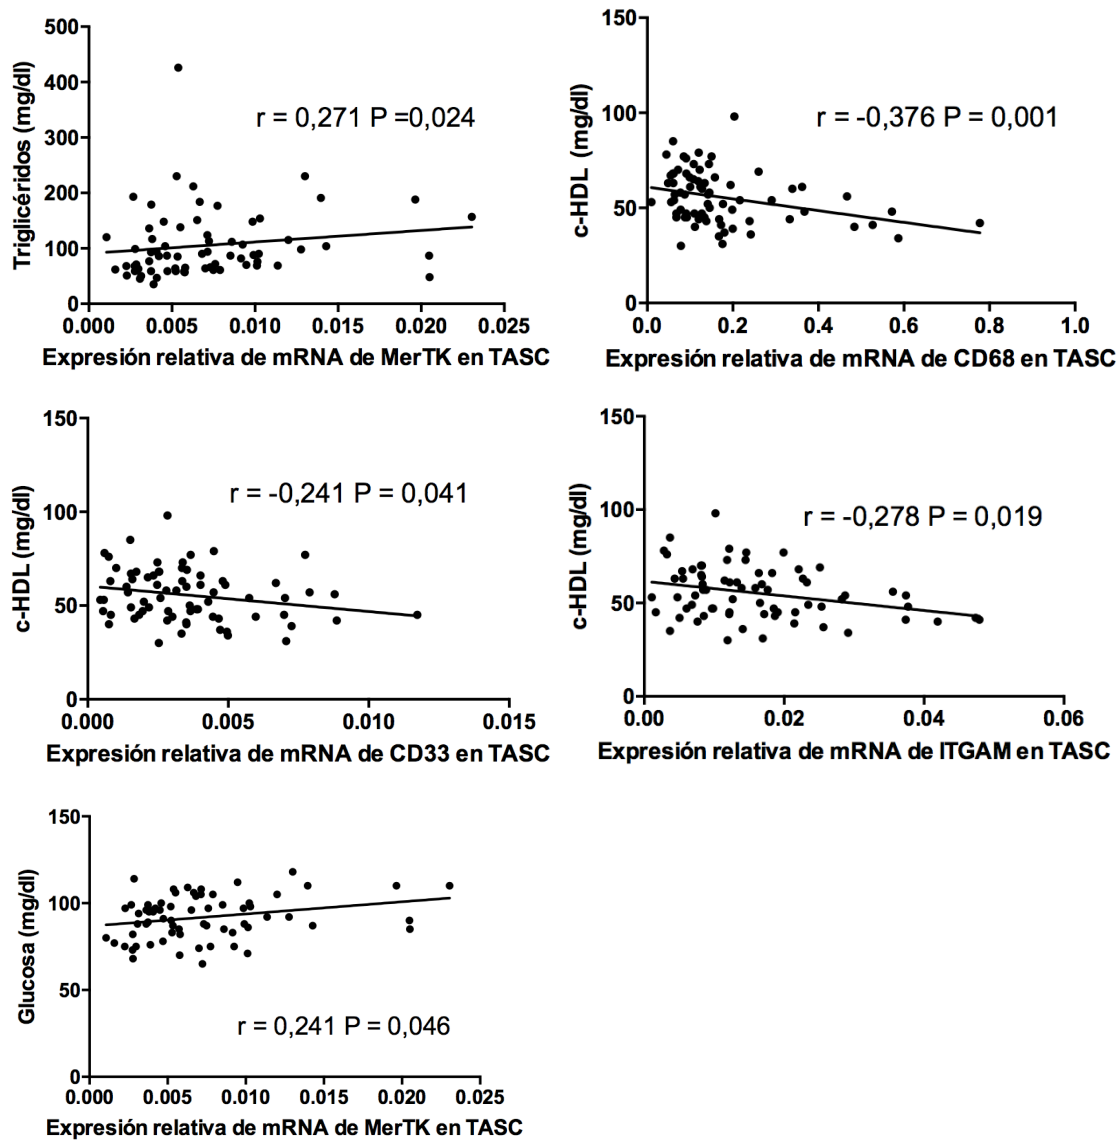 Triglicéridos (mg/dl)
500
400
300
200
100
0
r = 0,271 P =0,024
0.000 0.005 0.010 0.015 0.020 0.025
Expresión relativa de mRNA de MerTK en TASC
c-HDL (mg/dl)
150
100
50
0
r = -0,376 P = 0,001
0.0 0.2 0.4 0.6 0.8 1.0
Expresión relativa de mRNA de CD68 en TASC
c-HDL (mg/dl)
150
100
50
0
r = -0,241 P = 0,041
0.000 0.005 0.010 0.015
Expresión relativa de mRNA de CD33 en TASC
c-HDL (mg/dl)
150
100
50
0
r = -0,278 P = 0,019
0.00 0.02 0.04 0.06
Expresión relativa de mRNA de ITGAM en TASC
Glucosa (mg/dl)
150
100
50
0
r = 0,241 P = 0,046
0.000 0.005 0.010 0.015 0.020 0.025
Expresión relativa de mRNA de MerTK en TASC